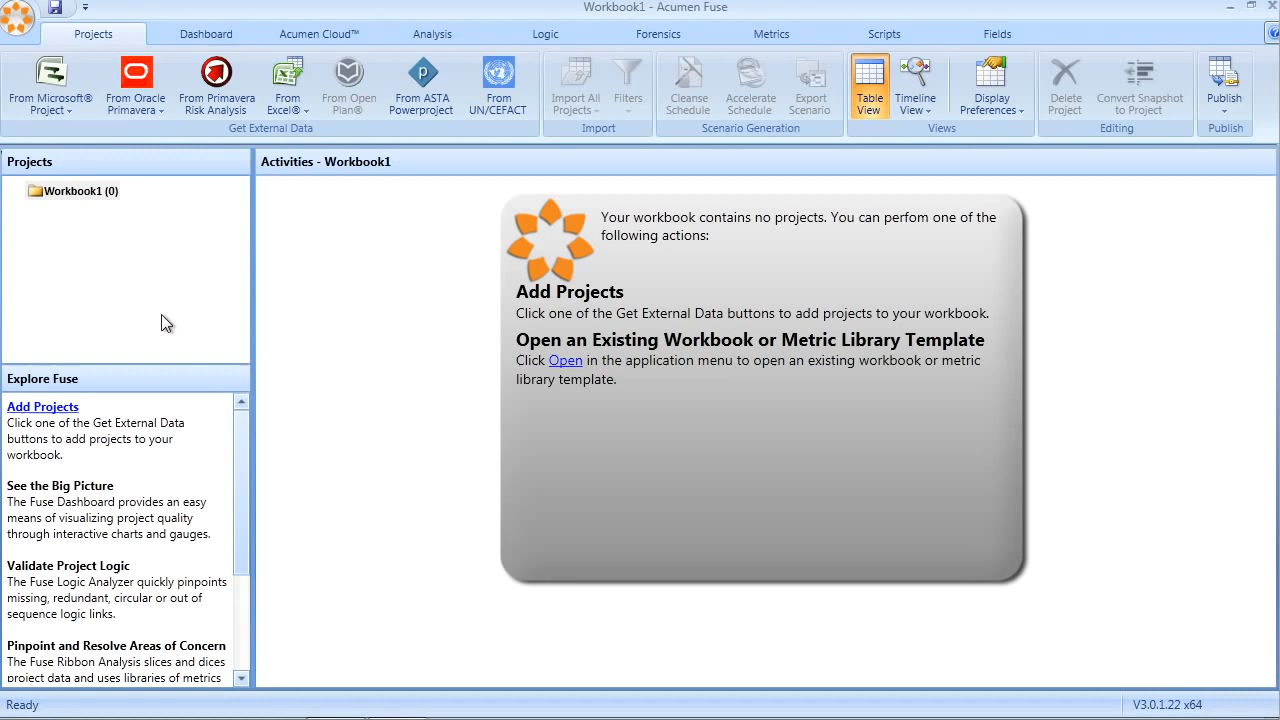 Workbook1 - Acumen Fuse
Projects
Dashboard
Acumen Cloud™
Analysis
Logic
Forensics
Metrics
Scripts
Fields
From Microsoft®
Project
From Oracle
Primavera
From Primavera
Risk Analysis
From
Excel®
From Open
Plan®
From ASTA
Powerproject
From
UN/CEFACT
Get External Data
Import All
Projects
Filters
Import
Cleanse
Schedule
Accelerate
Schedule
Export
Scenario
Scenario Generation
Table
View
Timeline
View
Display
Preferences
Views
Delete
Project
Convert Snapshot
to Project
Editing
Publish
Publish
Projects
Workbook1 (0)
Explore Fuse
Add Projects
Click one of the Get External Data
buttons to add projects to your
workbook.
See the Big Picture
The Fuse Dashboard provides an easy
means of visualizing project quality
through interactive charts and gauges.
Validate Project Logic
The Fuse Logic Analyzer quickly pinpoints
missing, redundant, circular or out of
sequence logic links.
Pinpoint and Resolve Areas of Concern
The Fuse Ribbon Analysis slices and dices
project data and uses libraries of metrics
Activities - Workbook1
Your workbook contains no projects. You can perfom one of the
following actions:
Add Projects
Click one of the Get External Data buttons to add projects to your workbook.
Open an Existing Workbook or Metric Library Template
Click Open in the application menu to open an existing workbook or metric
library template.
Ready
V3.0.1.22 x64